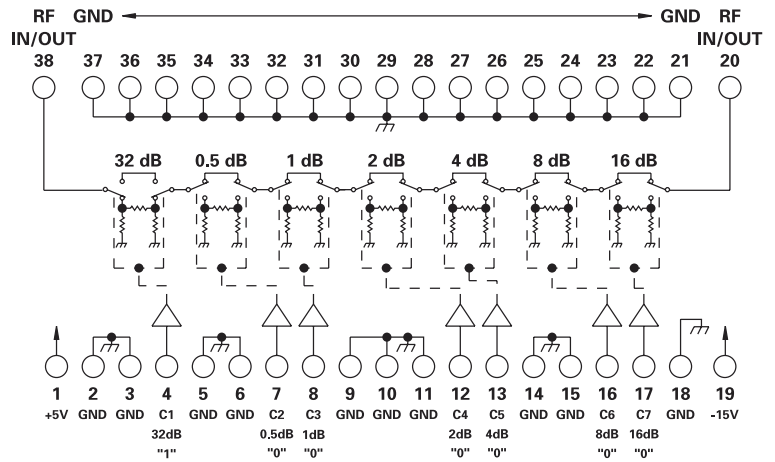 RF GND GND RF
IN/OUT IN/OUT
38 37 36 35 34 33 32 31 30 29 28 27 26 25 24 23 22 21 20
32 dB 0.5 dB 1 dB 2 dB 4 dB 8 dB 16 dB
1 2 3 4 5 6 7 8 9 10 11 12 13 14 15 16 17 18 19
+5V GND GND C1 GND GND C2 C3 GND GND GND C4 C5 GND GND C6 C7 GND -15V
32dB 0.5dB 1dB 2dB 4dB 8dB 16dB
"1" "0" "0" "0" "0" "0" "0"